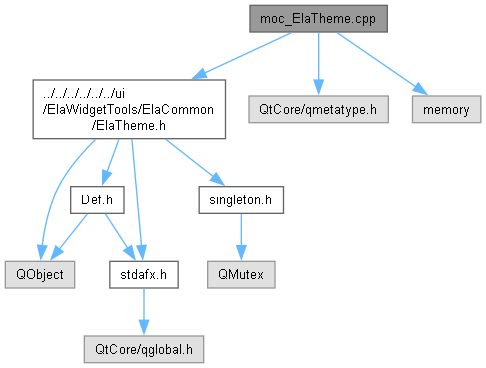 moc_ElaTheme.cpp
../../../../../../ui
/ElaWidgetTools/ElaCommon
/ElaTheme.h
QtCore/qmetatype.h
memory
Def.h
singleton.h
QObject
stdafx.h
QMutex
QtCore/qglobal.h